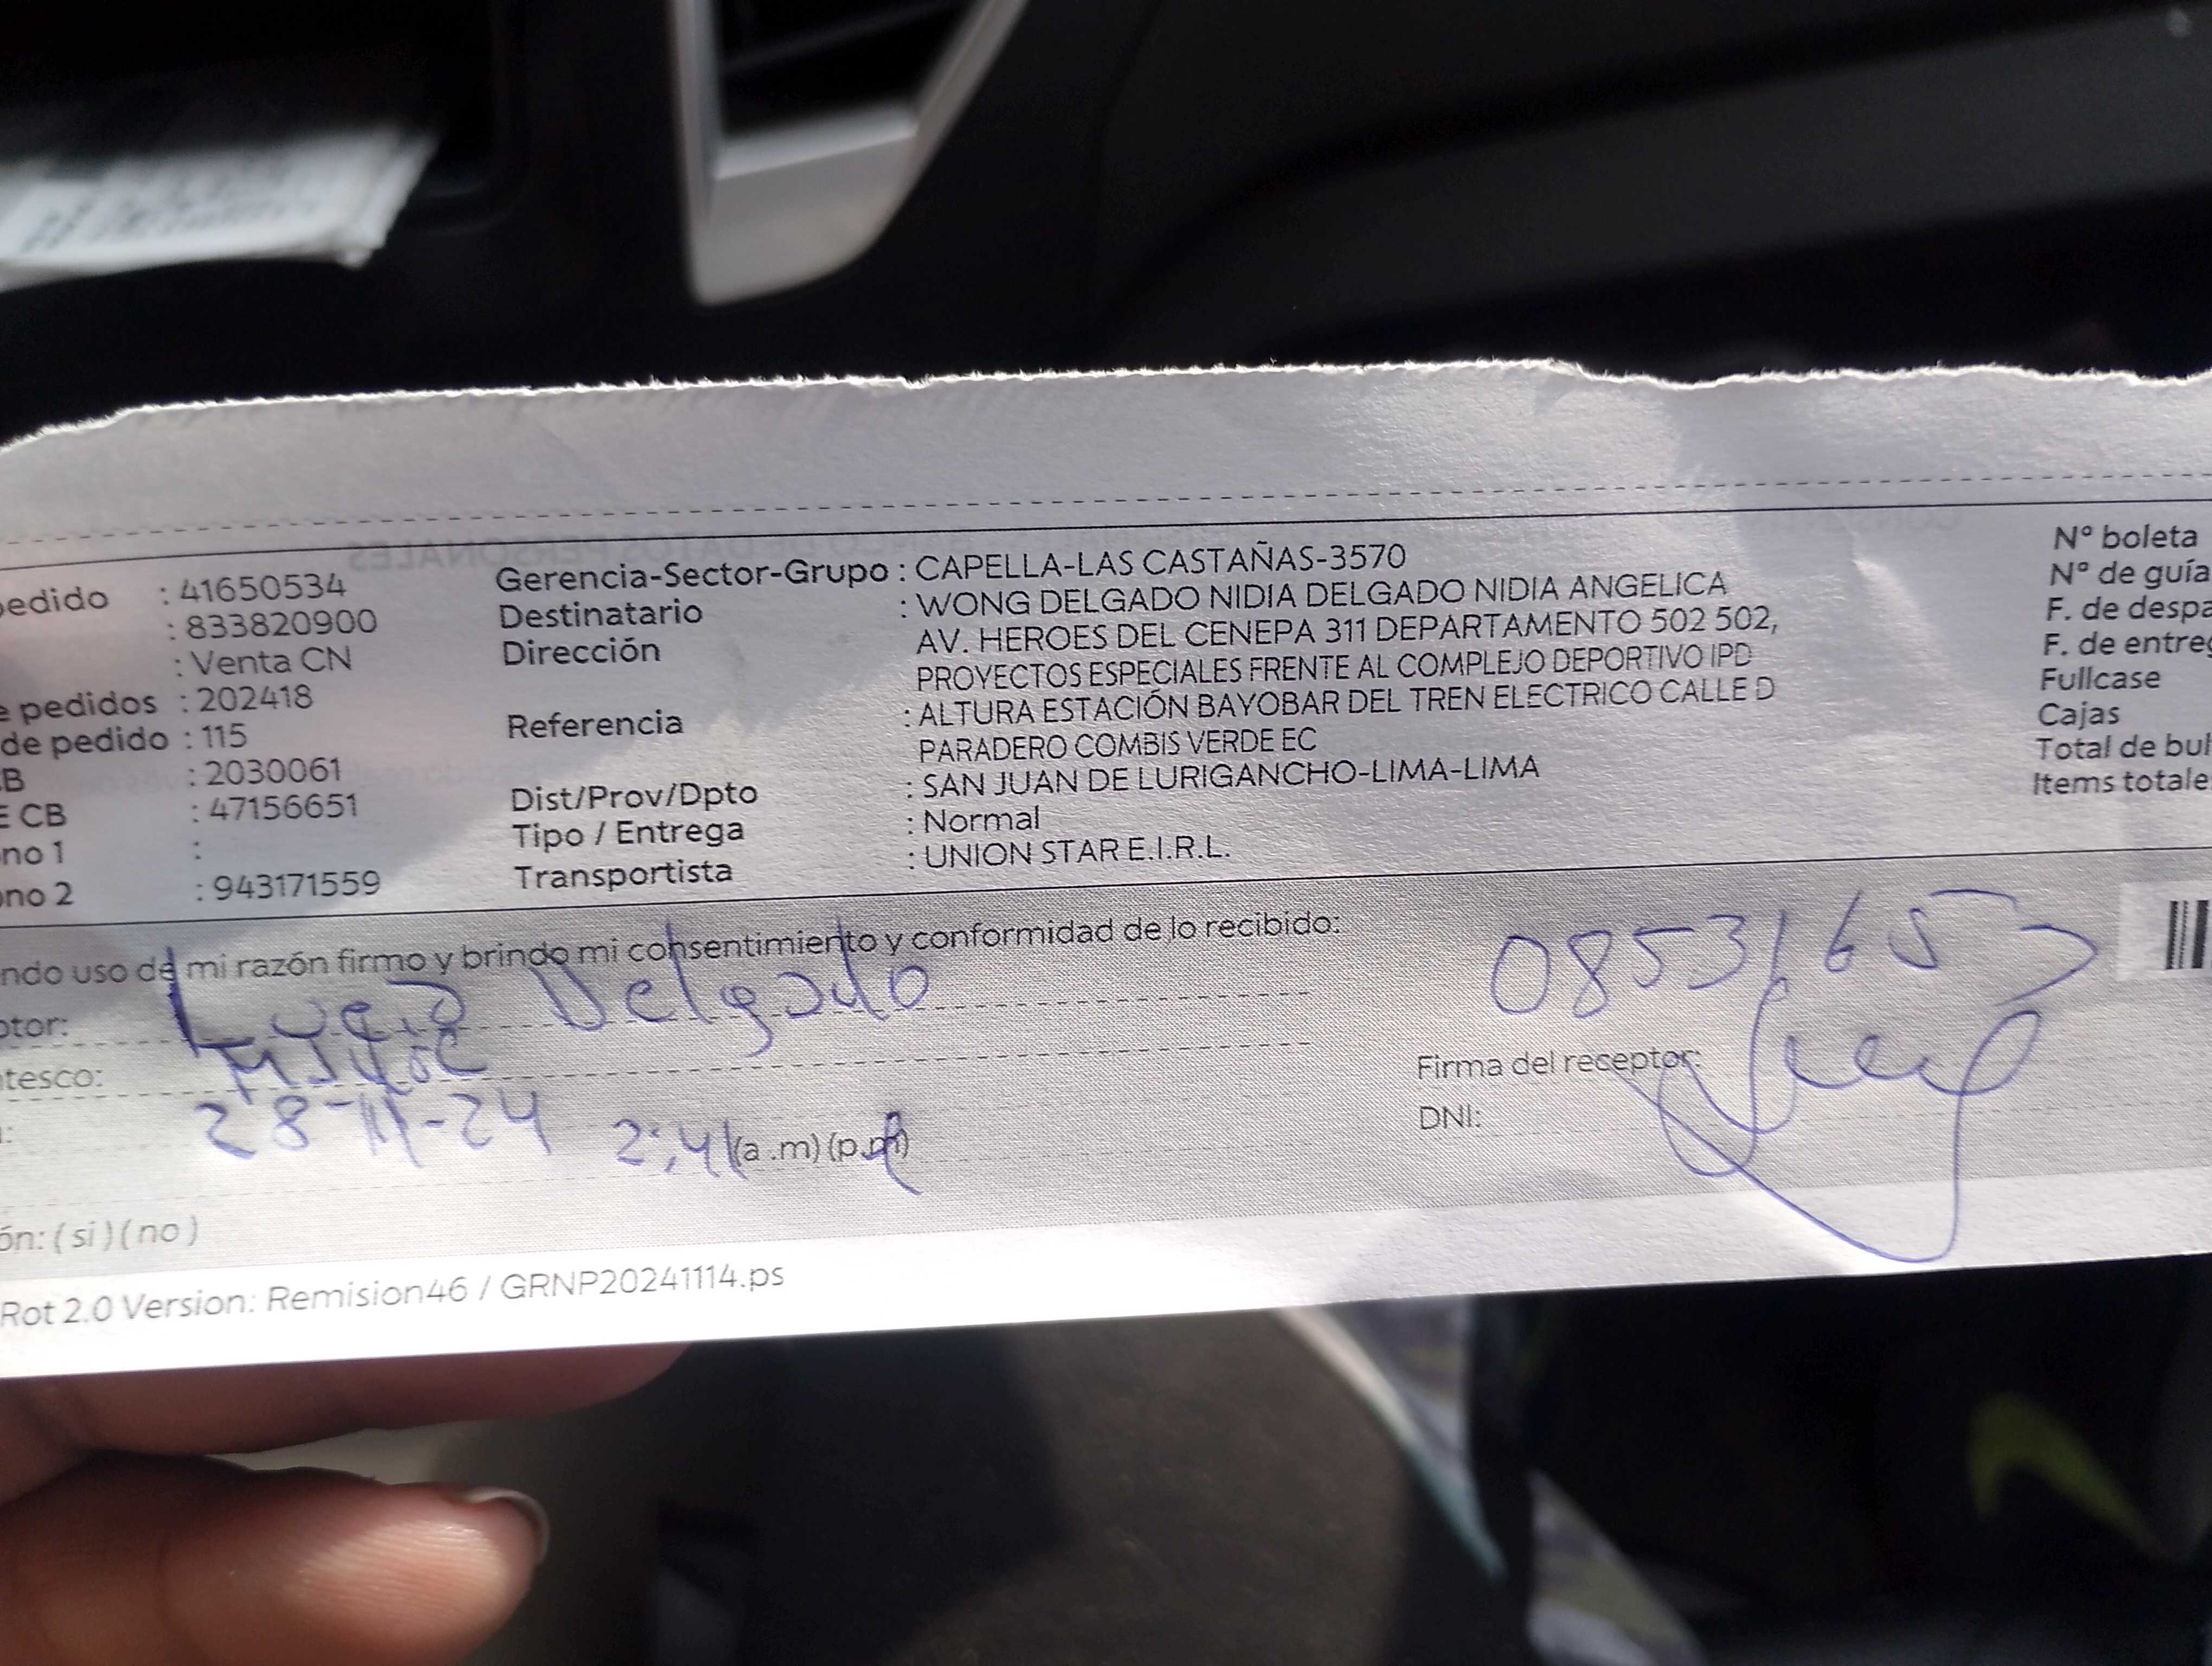 pedido : 41650534
: 833820900
: Venta CN
e pedidos : 202418
de pedido : 115
CB : 2030061
E CB : 47156651
no 1 :
ono 2 : 943171559
Gerencia-Sector-Grupo : CAPELLA-LAS CASTAÑAS-3570
Destinatario : WONG DELGADO NIDIA DELGADO NIDIA ANGELICA
Dirección AV. HEROES DEL CENEPA 311 DEPARTAMENTO 502 502,
PROYECTOS ESPECIALES FRENTE AL COMPLEJO DEPORTIVO IPD
Referencia : ALTURA ESTACIÓN BAYOBAR DEL TREN ELECTRICO CALLE D
PARADERO COMBIS VERDE EC
Dist/Prov/Dpto : SAN JUAN DE LURIGANCHO-LIMA-LIMA
Tipo / Entrega : Normal
Transportista : UNION STAR E.I.R.L.
Nº boleta
Nº de guía
F. de despa
F. de entreg
Fullcase
Cajas
Total de bul
Items totale
ndo uso de mi razón firmo y brindo mi consentimiento y conformidad de lo recibido:
ptor: Delgado
tesco:
28-11-24 2:41 (a .m) (p.m)
Firma del receptor:
DNI:
ón: ( si ) ( no )
Rot 2.0 Version: Remision46 / GRNP20241114.ps